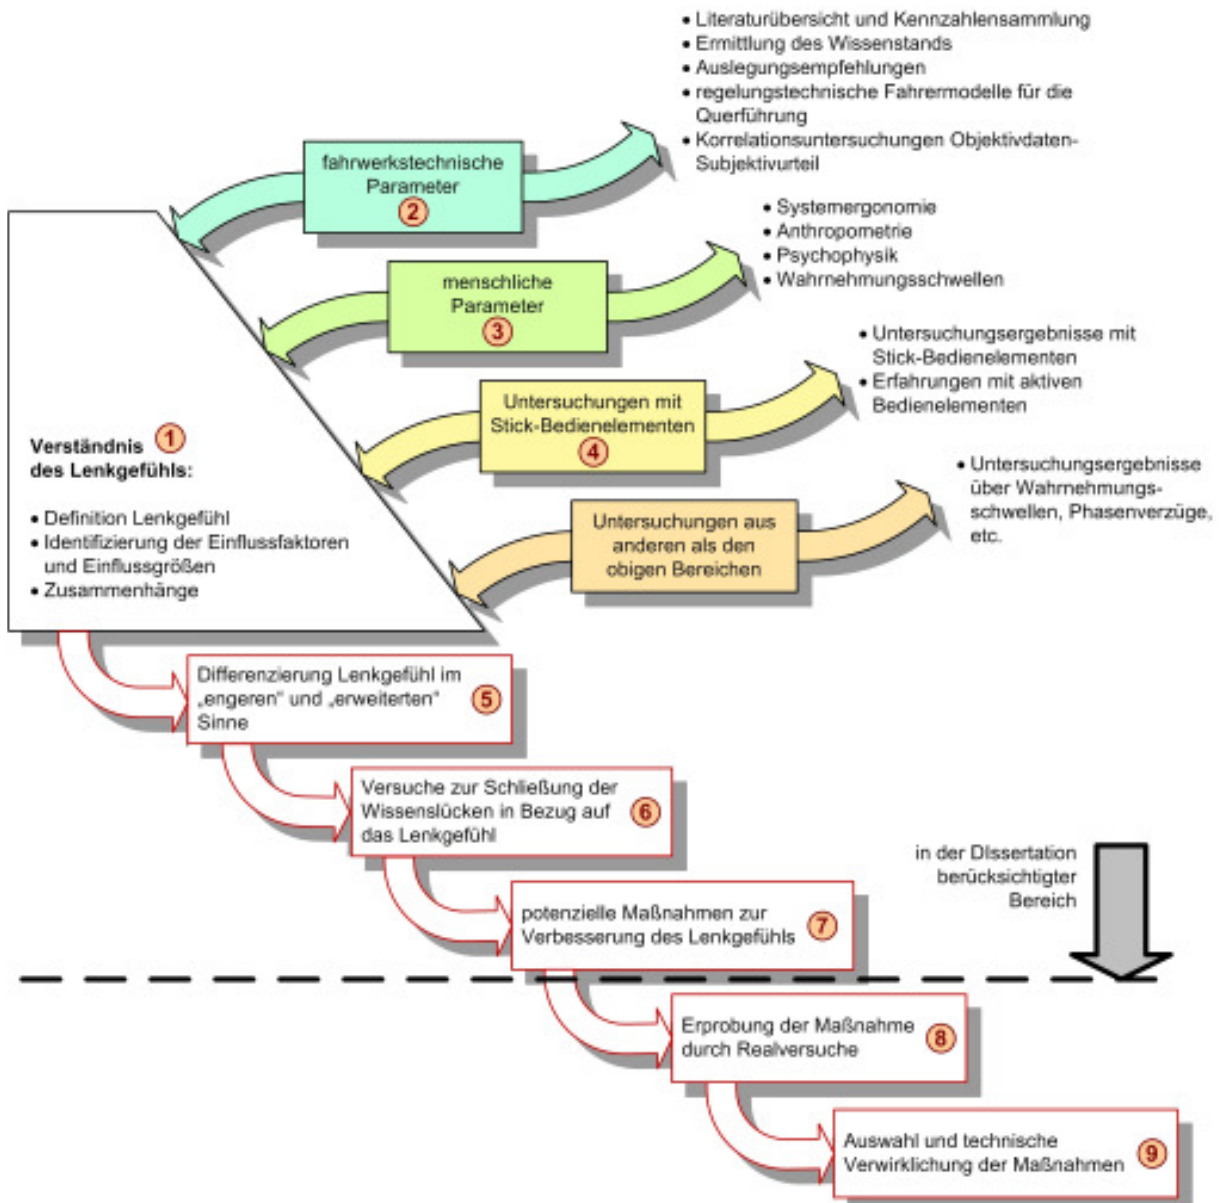 • Literaturübersicht und Kennzahlensammlung
• Ermittlung des Wissenstands
• Auslegungsempfehlungen
• regelungstechnische Fahrermodelle für die
Querführung
• Korrelationsuntersuchungen Objektivdaten-
Subjektivurteil
fahrwerkstechnische
Parameter
2
• Systemergonomie
• Anthropometrie
• Psychophysik
• Wahrnehmungsschwellen
menschliche
Parameter
3
• Untersuchungsergebnisse mit
Stick-Bedienelementen
• Erfahrungen mit aktiven
Bedienelementen
Untersuchungen mit
Stick-Bedienelementen
4
• Untersuchungsergebnisse
über Wahrnehmungs-
schwellen, Phasenverzüge,
etc.
Untersuchungen aus
anderen als den
obigen Bereichen
Verständnis 1
des Lenkgefühls:
• Definition Lenkgefühl
• Identifizierung der Einflussfaktoren
und Einflussgrößen
• Zusammenhänge
Differenzierung Lenkgefühl im
„engeren“ und „erweiterten“ 5
Sinne
Versuche zur Schließung der
Wissenslücken in Bezug auf 6
das Lenkgefühl
in der DIssertation
berücksichtigter
Bereich
potenzielle Maßnahmen zur
Verbesserung des Lenkgefühls 7
Erprobung der Maßnahme
durch Realversuche 8
Auswahl und technische
Verwirklichung der Maßnahmen 9